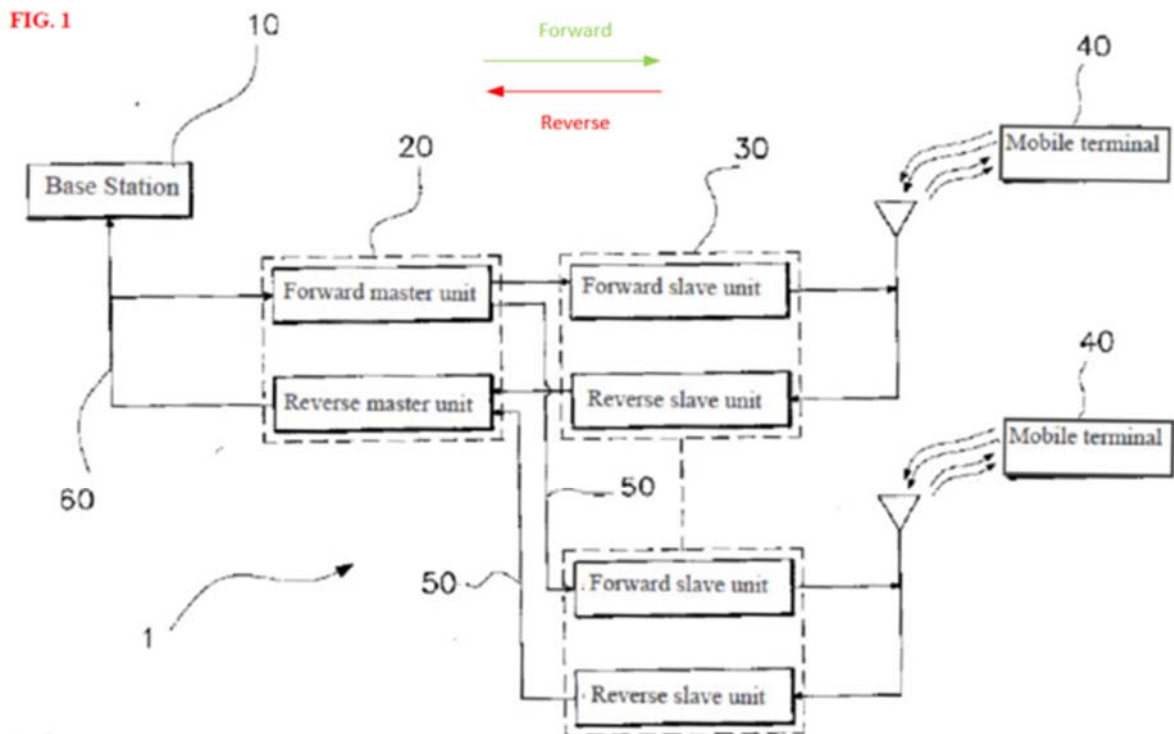 FIG. 1
10
Forward
Reverse
40
Mobile terminal
Base Station
20
30
Forward master unit
Forward slave unit
40
Reverse master unit
Reverse slave unit
Mobile terminal
60
50
Forward slave unit
50
1
Reverse slave unit